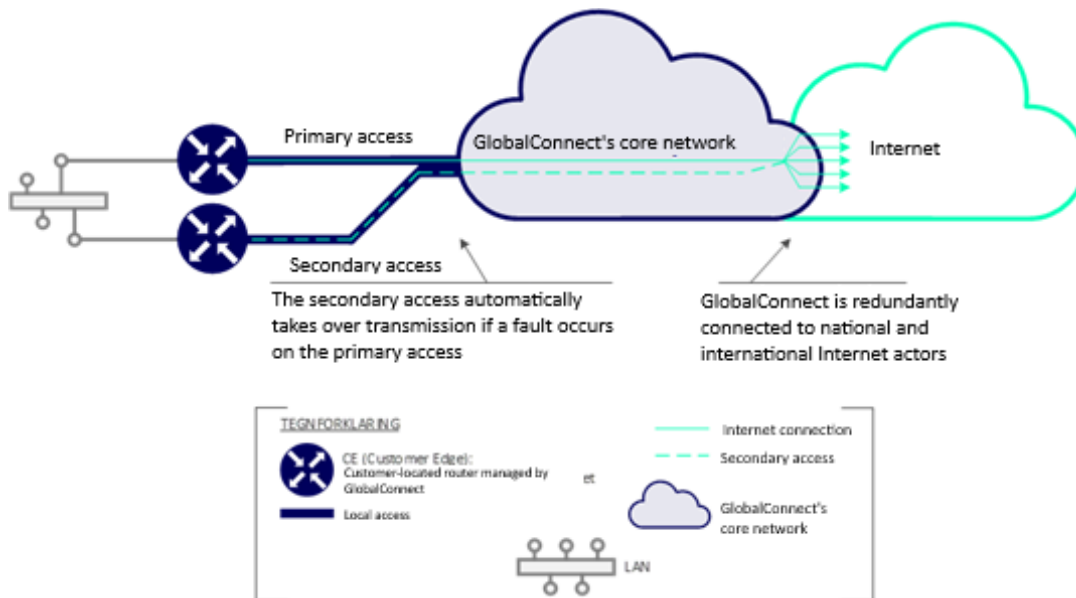 Primary access
GlobalConnect's core network
Internet
Secondary access
The secondary access automatically
takes over transmission if a fault occurs
on the primary access
GlobalConnect is redundantly
connected to national and
international Internet actors
TEGNFORKLARING
CE (Customer Edge):
Customer-located router managed by
GlobalConnect
et
Local access
Internet connection
Secondary access
GlobalConnect's
core network
LAN